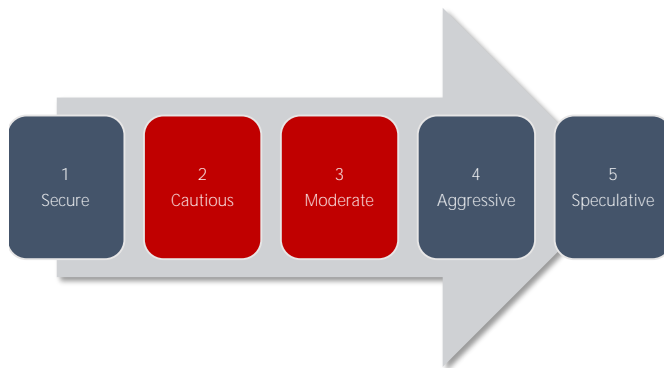 1
Secure
2
Cautious
3
Moderate
4
Aggressive
5
Speculative